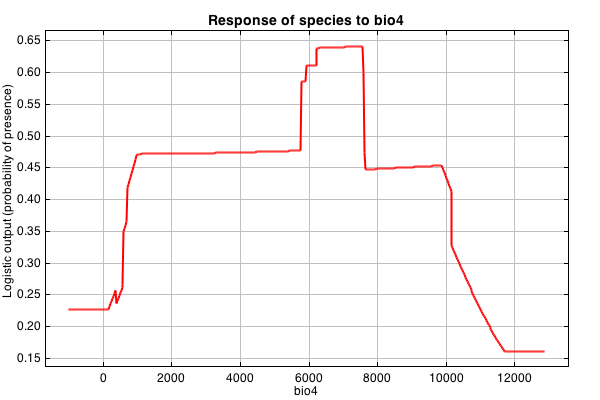 Response of species to bio4
Logistic output (probability of presence)
0.65
0.60
0.55
0.50
0.45
0.40
0.35
0.30
0.25
0.20
0.15
0 2000 4000 6000 8000 10000 12000
bio4